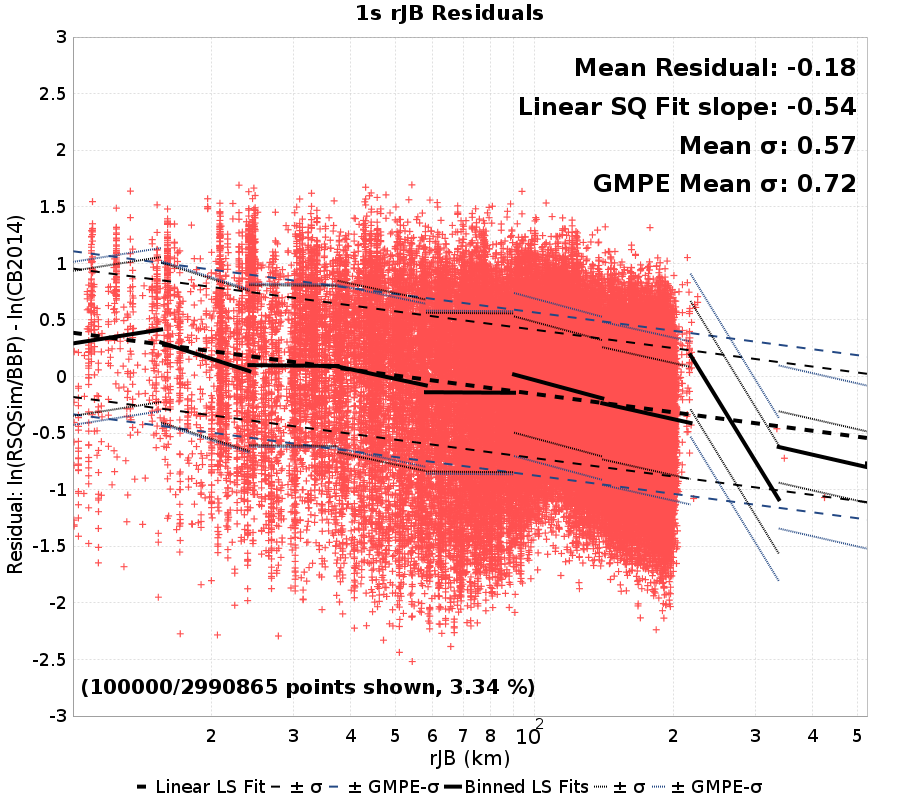 1s rJB Residuals
Mean Residual: -0.18
Linear SQ Fit slope: -0.54
Mean σ: 0.57
GMPE Mean σ: 0.72
3
2.5
2
1.5
1
0.5
0
-0.5
-1
-1.5
-2
-2.5
-3
Residual: ln(RSQSim/BBP) - ln(CB2014)
(100000/2990865 points shown, 3.34 %)
2 3 4 5 6 7 8 10² 2 3 4 5
rJB (km)
Linear LS Fit ± σ ± GMPE-σ Binned LS Fits ± σ ± GMPE-σ